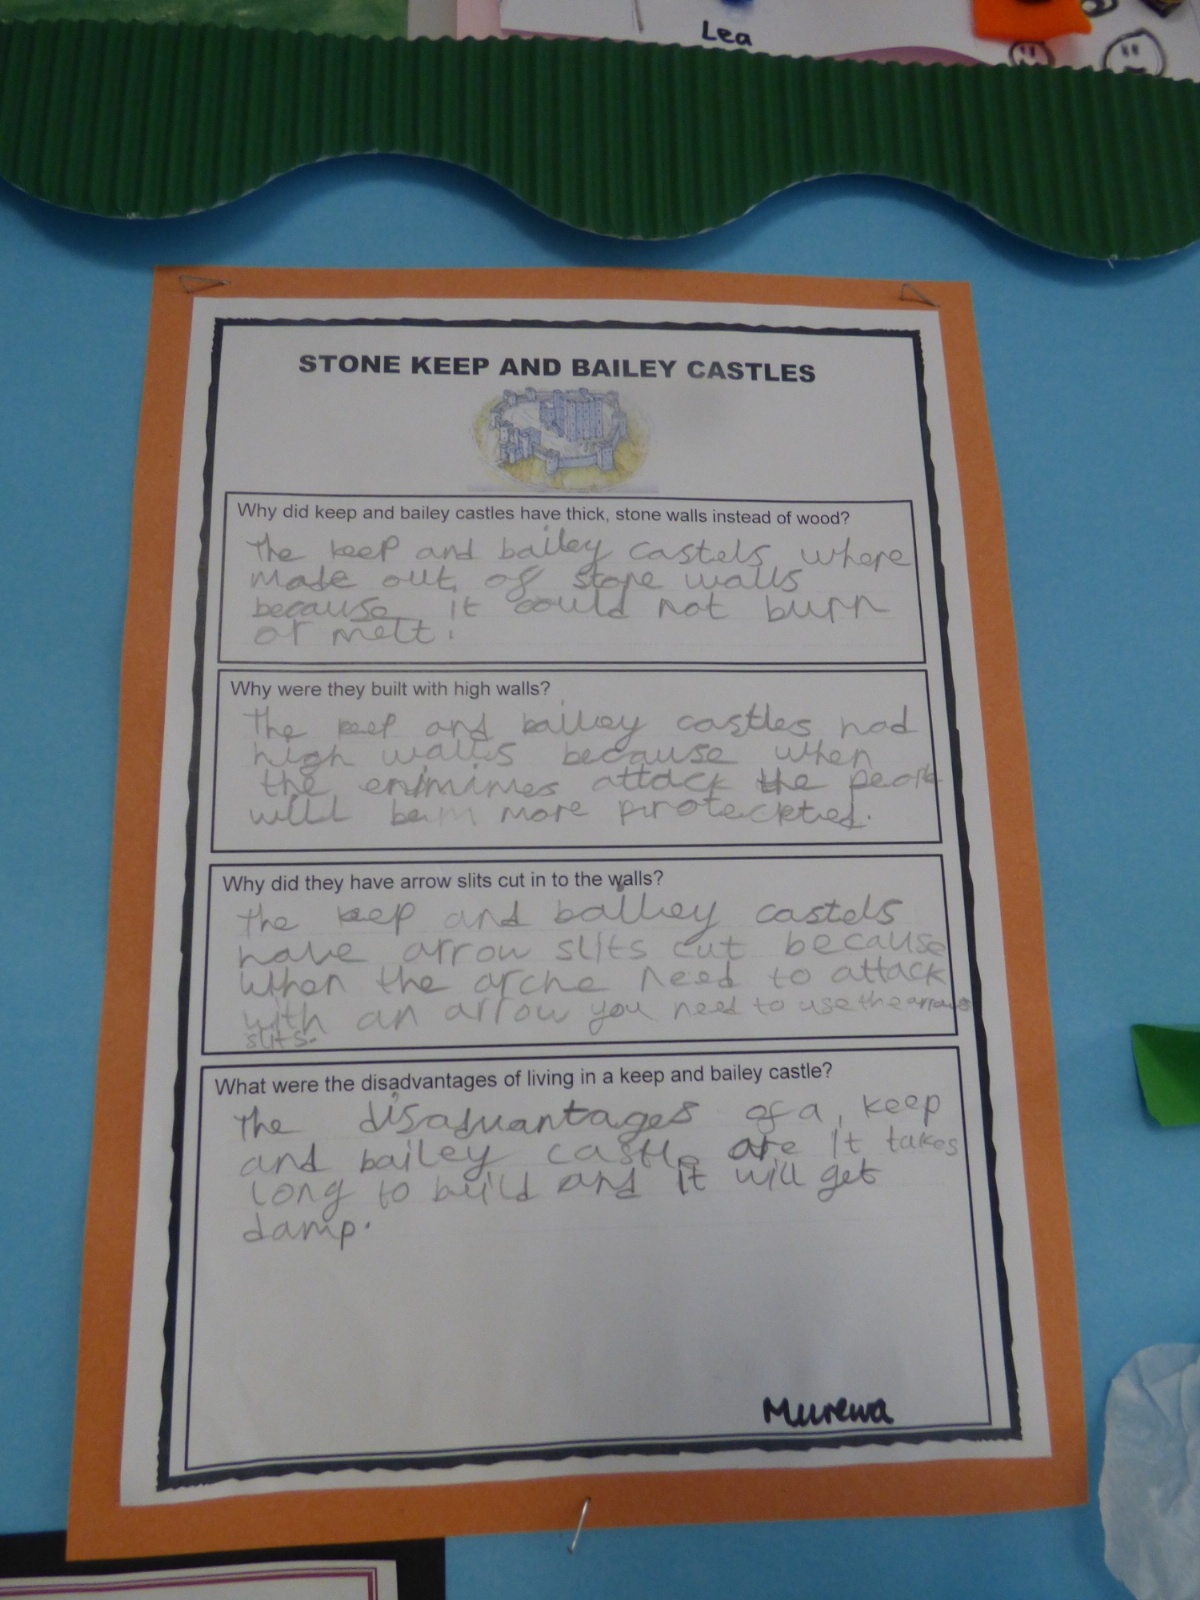 Lea
STONE KEEP AND BAILEY CASTLES
Why did keep and bailey castles have thick, stone walls instead of wood?
The keep and bailey castels where
made out of stone walls
because it could not burn
or melt.
Why were they built with high walls?
The keep and bailey castles had
high walls because when
the enimimes attack the people
will be more pirotecktied.
Why did they have arrow slits cut in to the walls?
The keep and bailey castels
have arrow slits cut because
when the arche need to attack
with an arrow you need to use the arrows
slits.
What were the disadvantages of living in a keep and bailey castle?
The disadvantages of a keep
and bailey castle are it takes
long to build and it will get
damp.
Murewa